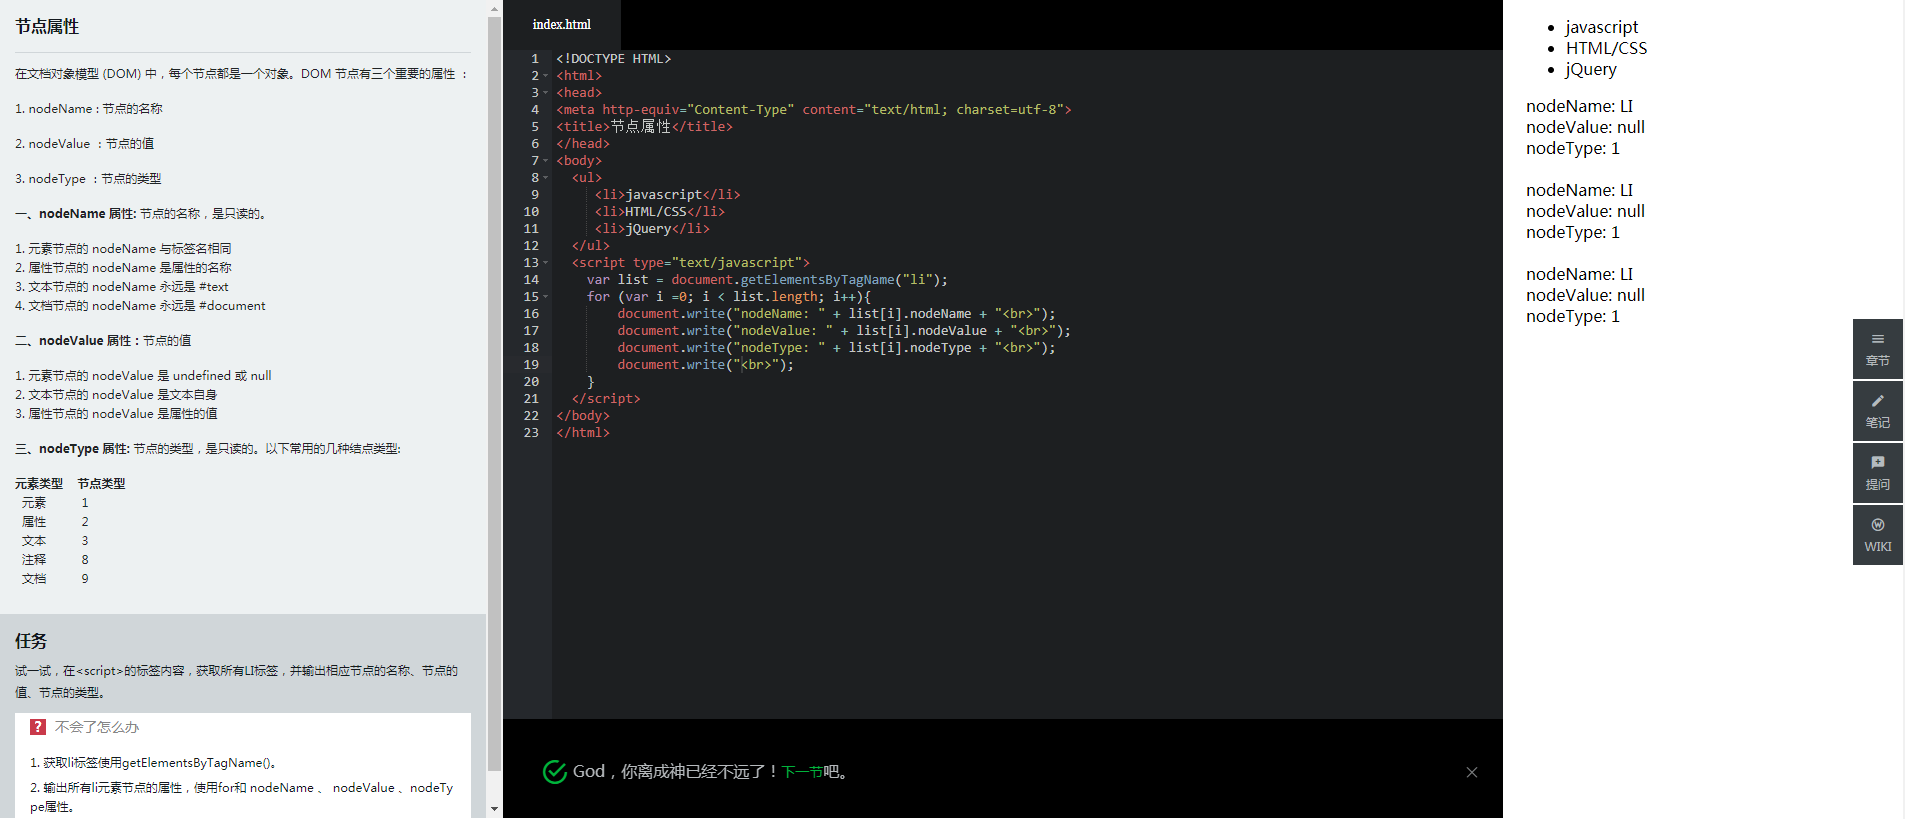 节点属性
在文档对象模型 (DOM) 中，每个节点都是一个对象。DOM 节点有三个重要的属性 ：
1. nodeName : 节点的名称
2. nodeValue ：节点的值
3. nodeType ：节点的类型
一、nodeName 属性: 节点的名称，是只读的。
1. 元素节点的 nodeName 与标签名相同
2. 属性节点的 nodeName 是属性的名称
3. 文本节点的 nodeName 永远是 #text
4. 文档节点的 nodeName 永远是 #document
二、nodeValue 属性：节点的值
1. 元素节点的 nodeValue 是 undefined 或 null
2. 文本节点的 nodeValue 是文本自身
3. 属性节点的 nodeValue 是属性的值
三、nodeType 属性: 节点的类型，是只读的。以下常用的几种结点类型:
元素类型 节点类型
元素 1
属性 2
文本 3
注释 8
文档 9
任务
试一试，在<script>的标签内容，获取所有LI标签，并输出相应节点的名称、节点的
值、节点的类型。
? 不会了怎么办
1. 获取li标签使用getElementsByTagName()。
2. 输出所有li元素节点的属性，使用for和 nodeName 、 nodeValue 、nodeTy
pe属性。
index.html
1 <!DOCTYPE HTML>
2 <html>
3 <head>
4 <meta http-equiv="Content-Type" content="text/html; charset=utf-8">
5 <title>节点属性</title>
6 </head>
7 <body>
8 <ul>
9 <li>javascript</li>
10 <li>HTML/CSS</li>
11 <li>jQuery</li>
12 </ul>
13 <script type="text/javascript">
14 var list = document.getElementsByTagName("li");
15 for (var i =0; i < list.length; i++){
16 document.write("nodeName: " + list[i].nodeName + "<br>");
17 document.write("nodeValue: " + list[i].nodeValue + "<br>");
18 document.write("nodeType: " + list[i].nodeType + "<br>");
19 document.write("<br>");
20 }
21 </script>
22 </body>
23 </html>
God，你离成神已经不远了！下一节吧。
• javascript
• HTML/CSS
• jQuery
nodeName: LI
nodeValue: null
nodeType: 1
nodeName: LI
nodeValue: null
nodeType: 1
nodeName: LI
nodeValue: null
nodeType: 1
章节
笔记
提问
WIKI